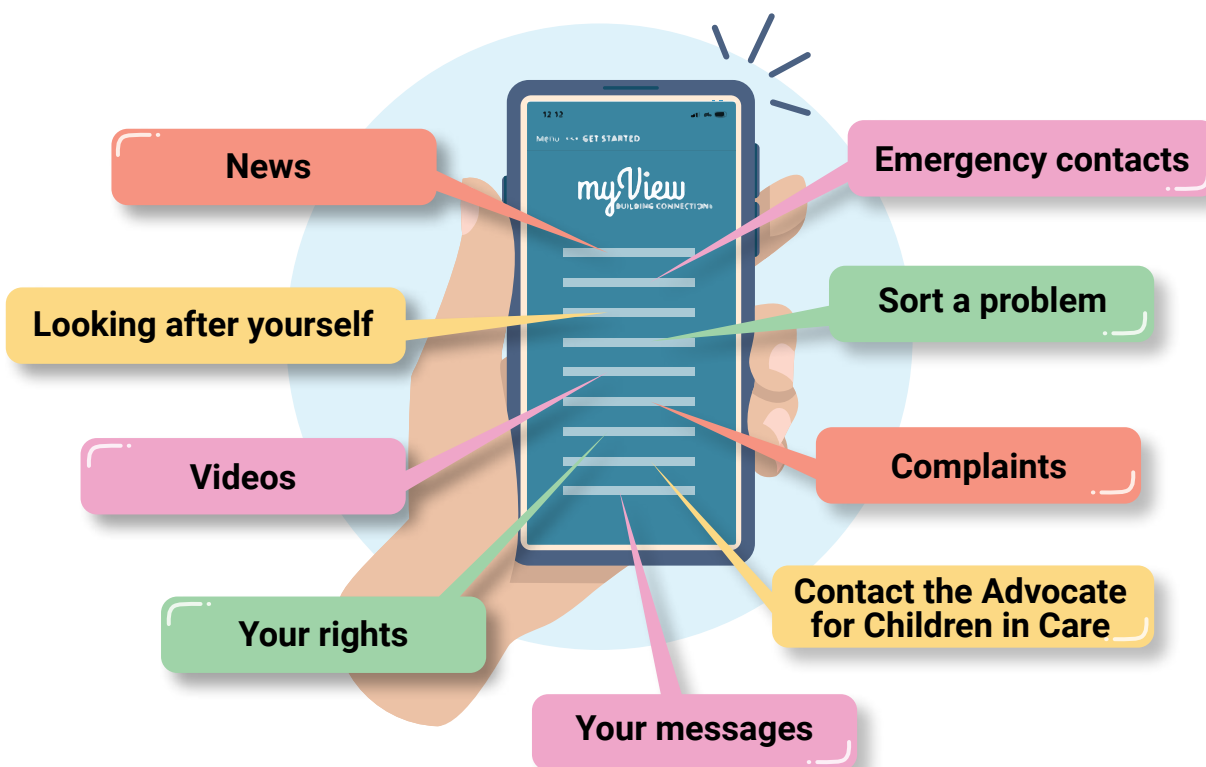 12 12
Menu ••• GET STARTED
myView
BUILDING CONNECTIONS
News
Emergency contacts
Looking after yourself
Sort a problem
Videos
Complaints
Your rights
Contact the Advocate
for Children in Care
Your messages